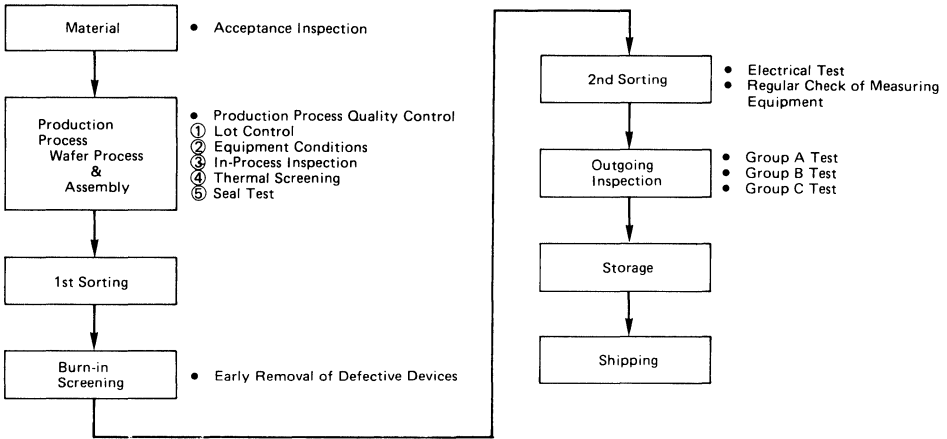 Material
• Acceptance Inspection
Production
Process
Wafer Process
&
Assembly
• Production Process Quality Control
① Lot Control
② Equipment Conditions
③ In-Process Inspection
④ Thermal Screening
⑤ Seal Test
1st Sorting
Burn-in
Screening
• Early Removal of Defective Devices
2nd Sorting
• Electrical Test
• Regular Check of Measuring
Equipment
Outgoing
Inspection
• Group A Test
• Group B Test
• Group C Test
Storage
Shipping